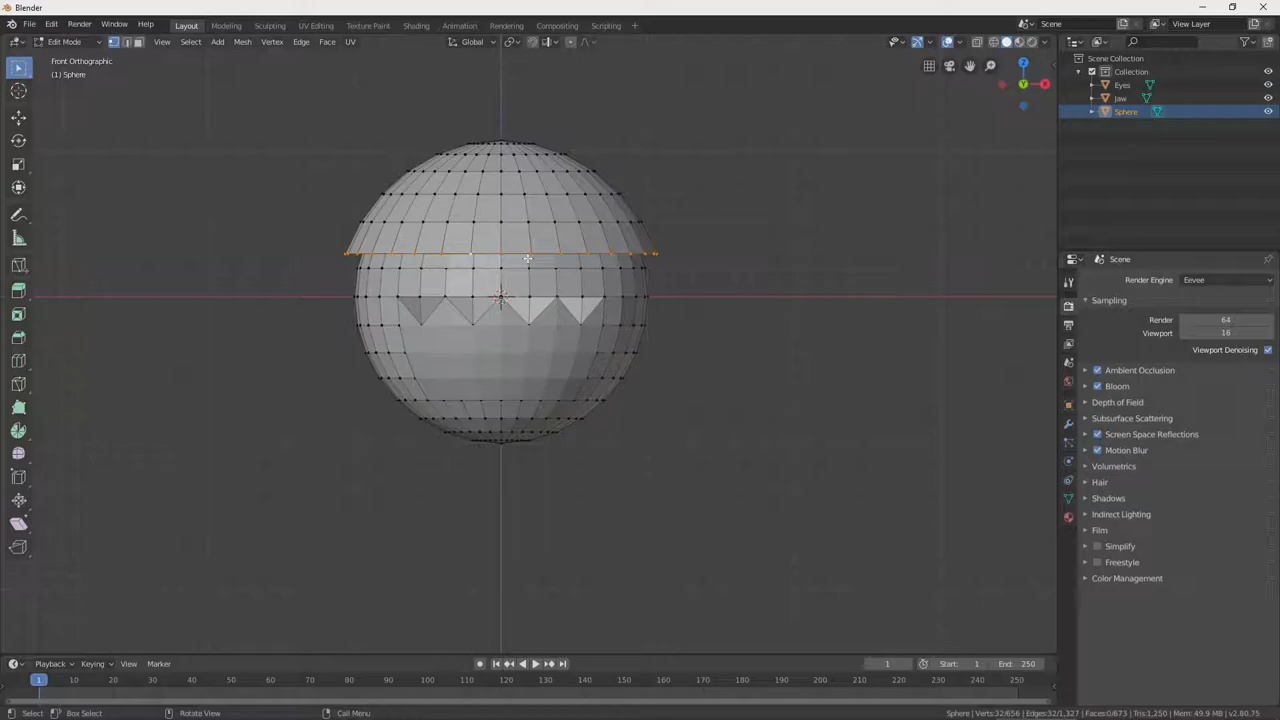 Blender
File Edit Render Window Help Layout Modeling Sculpting UV Editing Texture Paint Shading Animation Rendering Compositing Scripting + Scene View Layer
Edit Mode View Select Add Mesh Vertex Edge Face UV Global
Front Orthographic
(1) Sphere
Z
Y
X
Scene Collection
Collection
Eyes
Jaw
Sphere
Scene
Render Engine Eevee
Sampling
Render 64
Viewport 16
Viewport Denoising
Ambient Occlusion
Bloom
Depth of Field
Subsurface Scattering
Screen Space Reflections
Motion Blur
Volumetrics
Hair
Shadows
Indirect Lighting
Film
Simplify
Freestyle
Color Management
Playback Keying View Marker 1 Start: 1 End: 250
1 10 20 30 40 50 60 70 80 90 100 110 120 130 140 150 160 170 180 190 200 210 220 230 240 250
Select Box Select Rotate View Call Menu Sphere | Verts:32/656 | Edges:32/1,327 | Faces:0/673 | Tris:1,250 | Mem: 49.9 MB | v2.80.75